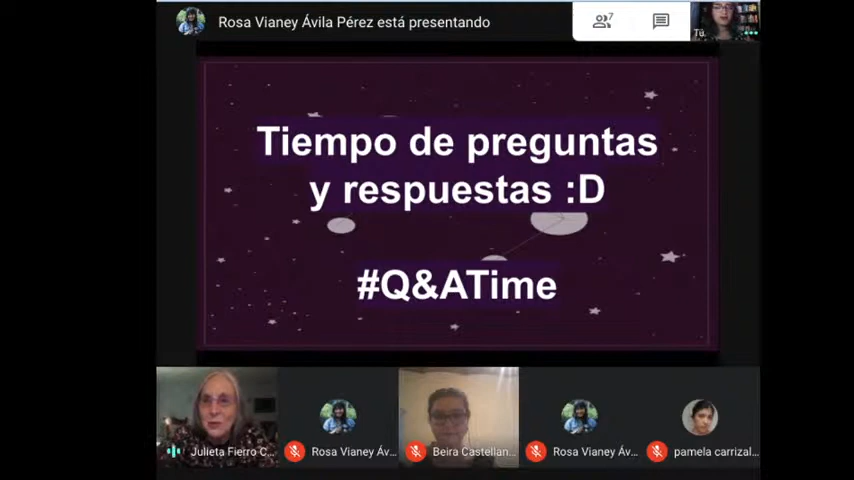 Rosa Vianey Ávila Pérez está presentando
7
Tú
Tiempo de preguntas
y respuestas :D
#Q&ATime
Julieta Fierro C...
Rosa Vianey Áv...
Beira Castellan...
Rosa Vianey Áv...
pamela carrizal...